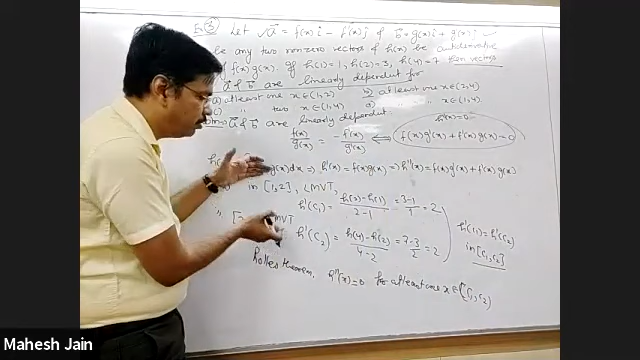 Let a⃗ = f(x)i − f'(x)j & b⃗ = g(x)i + g'(x)j
be any two nonzero vectors & h(x) be antiderivative
of f(x)g(x). If h(1)=1, h(2)=3, h(4)=7 then vectors
a⃗ & b⃗ are linearly dependent for
a) atleast one x∈(1,2) b) atleast one x∈(2,4)
c) " two x∈(1,4) d) " x∈(1,4)
a⃗ & b⃗ are linearly dependent. h''(x)=0
f(x)/g(x) = −f'(x)/g'(x) ⟺ f(x)g'(x) + f'(x)g(x)=0
g(x)dx ⇒ h'(x) = f(x)g(x) ⇒ h''(x) = f(x)g'(x) + f'(x)g(x)
in [1,2], LMVT,
h'(c₁) = h(2)−h(1)/2−1 = 3−1/1 = 2
" LMVT
h'(c₂) = h(4)−h(2)/4−2 = 7−3/2 = 2
h'(c₁)=h'(c₂)
in [c₁,c₂]
Rolles theorem, h''(x)=0 for atleast one x∈(c₁,c₂)
Mahesh Jain